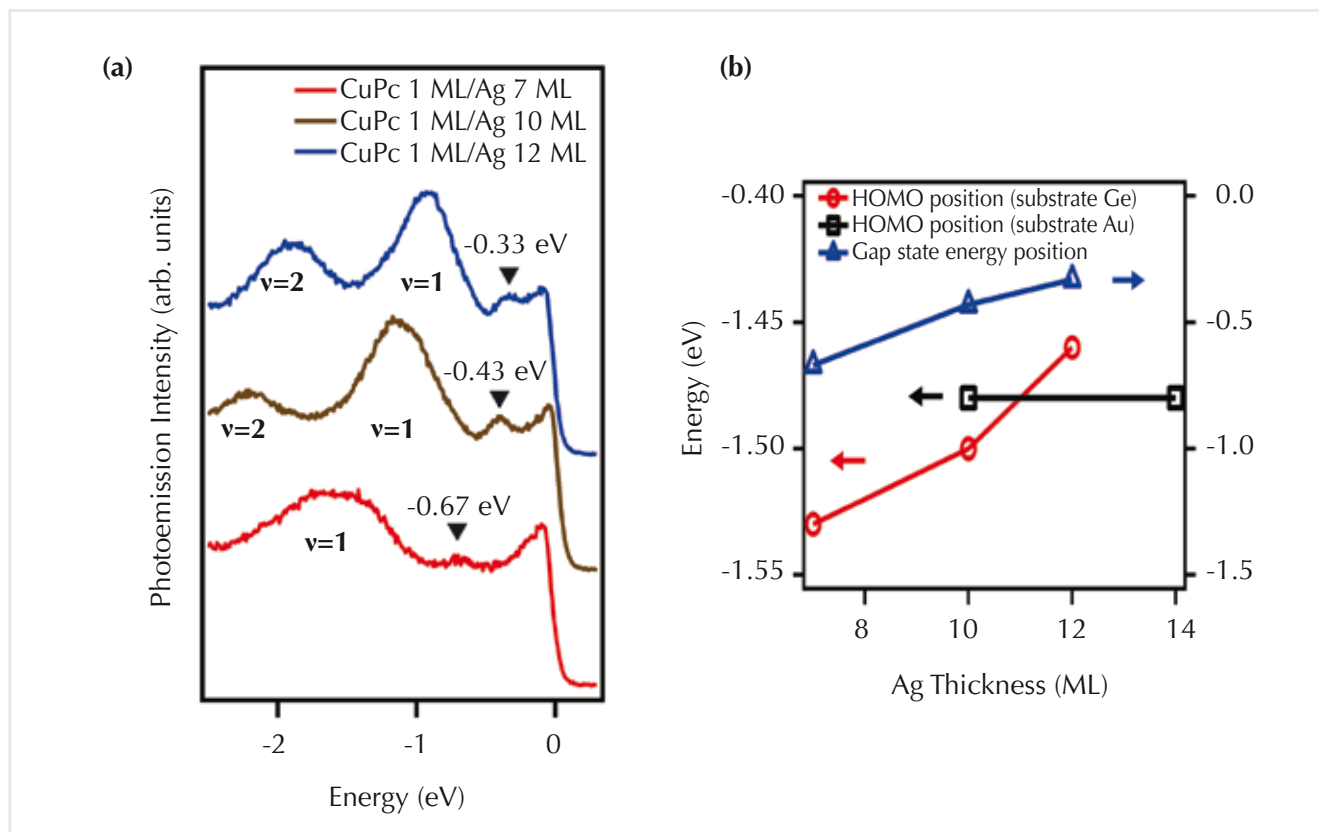 (a)
CuPc 1 ML/Ag 7 ML
CuPc 1 ML/Ag 10 ML
CuPc 1 ML/Ag 12 ML
-0.33 eV
ν=2
ν=1
-0.43 eV
ν=2
ν=1
-0.67 eV
ν=1
Photoemission Intensity (arb. units)
-2
-1
0
Energy (eV)
(b)
HOMO position (substrate Ge)
HOMO position (substrate Au)
Gap state energy position
-0.40
-1.45
-1.50
-1.55
Energy (eV)
0.0
-0.5
-1.0
-1.5
8
10
12
14
Ag Thickness (ML)